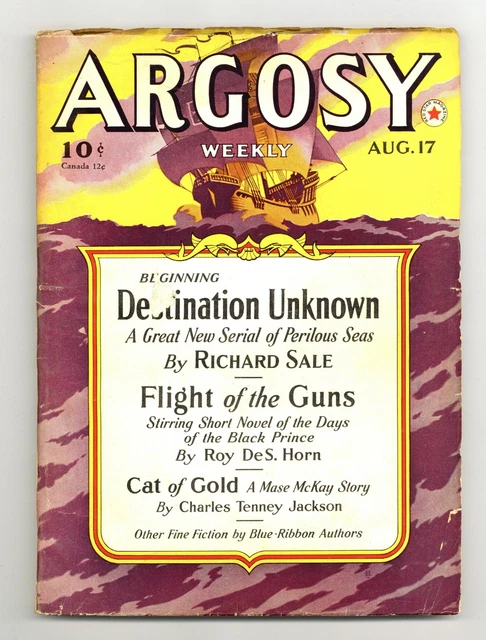 ARGOSY
WEEKLY
10¢
Canada 12¢
AUG. 17
BEGINNING
Destination Unknown
A Great New Serial of Perilous Seas
By RICHARD SALE
Flight of the Guns
Stirring Short Novel of the Days
of the Black Prince
By Roy DeS. Horn
Cat of Gold A Mase McKay Story
By Charles Tenney Jackson
Other Fine Fiction by Blue-Ribbon Authors